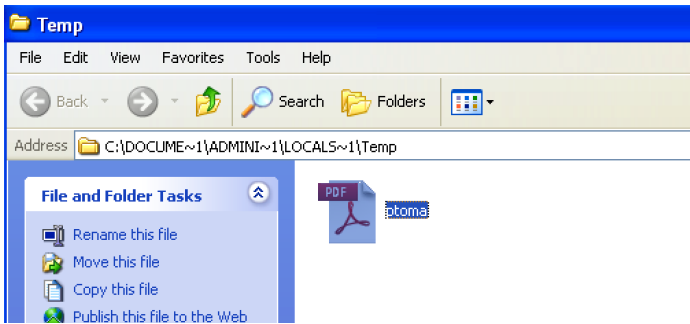 Temp
File Edit View Favorites Tools Help
Back Search Folders
Address C:\DOCUME~1\ADMINI~1\LOCALS~1\Temp
File and Folder Tasks
PDF
ptoma
Rename this file
Move this file
Copy this file
Publish this file to the Web